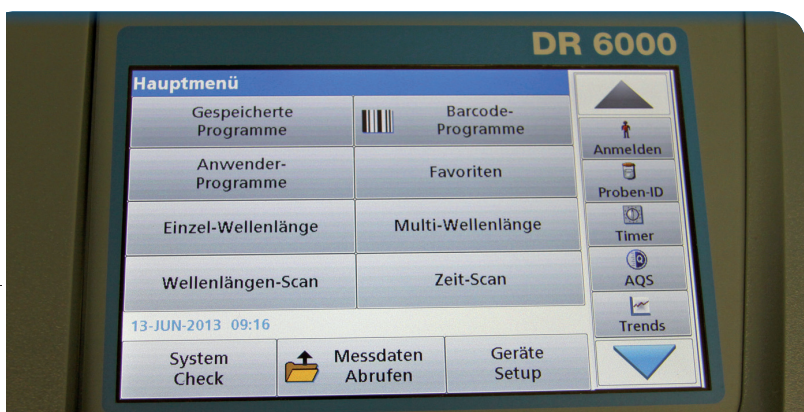 DR 6000
Hauptmenü
Gespeicherte
Programme
Barcode-
Programme
Anwender-
Programme
Favoriten
Einzel-Wellenlänge
Multi-Wellenlänge
Wellenlängen-Scan
Zeit-Scan
13-JUN-2013 09:16
System
Check
Messdaten
Abrufen
Geräte
Setup
Anmelden
Proben-ID
Timer
AQS
Trends